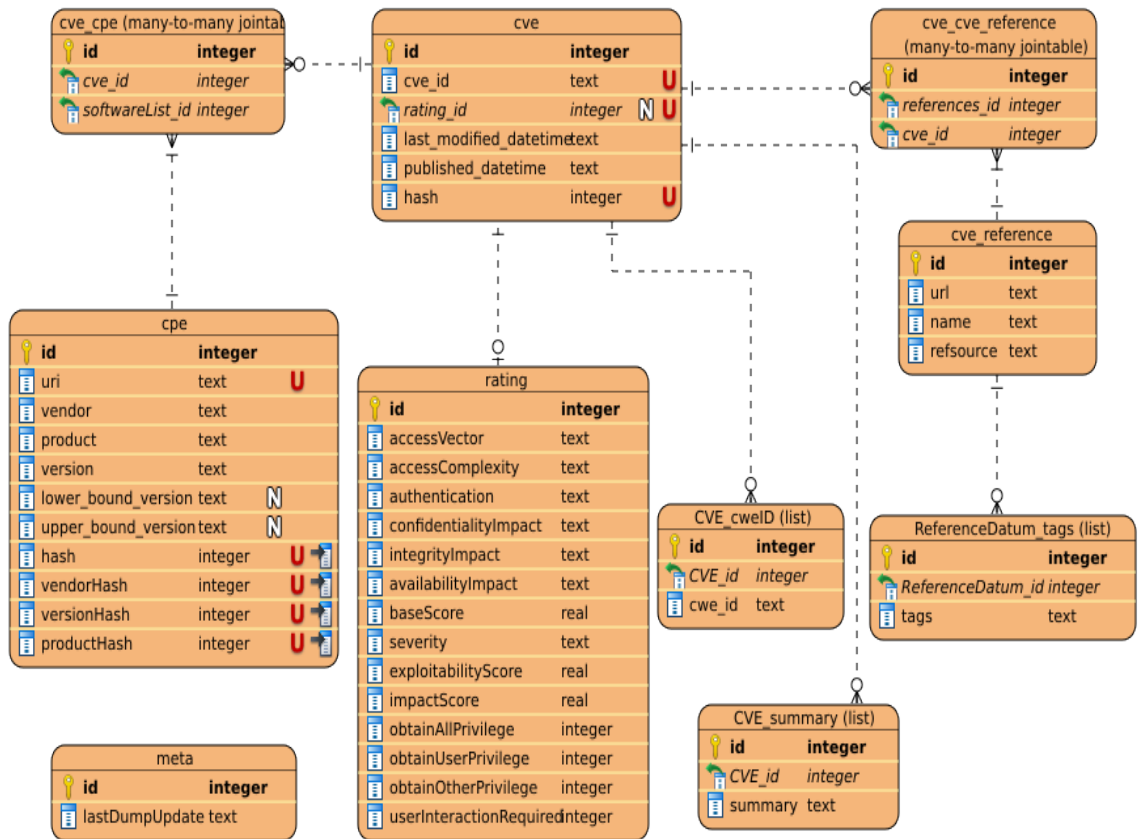 cve_cpe (many-to-many jointab
id integer
cve_id integer
softwareList_id integer
cve
id integer
cve_id text U
rating_id integer N U
last_modified_datetime text
published_datetime text
hash integer U
cve_cve_reference
(many-to-many jointable)
id integer
references_id integer
cve_id integer
cve_reference
id integer
url text
name text
refsource text
cpe
id integer
uri text U
vendor text
product text
version text
lower_bound_version text N
upper_bound_version text N
hash integer U
vendorHash integer U
versionHash integer U
productHash integer U
rating
id integer
accessVector text
accessComplexity text
authentication text
confidentialityImpact text
integrityImpact text
availabilityImpact text
baseScore real
severity text
exploitabilityScore real
impactScore real
obtainAllPrivilege integer
obtainUserPrivilege integer
obtainOtherPrivilege integer
userInteractionRequired integer
CVE_cweID (list)
id integer
CVE_id integer
cwe_id text
ReferenceDatum_tags (list)
id integer
ReferenceDatum_id integer
tags text
CVE_summary (list)
id integer
CVE_id integer
summary text
meta
id integer
lastDumpUpdate text